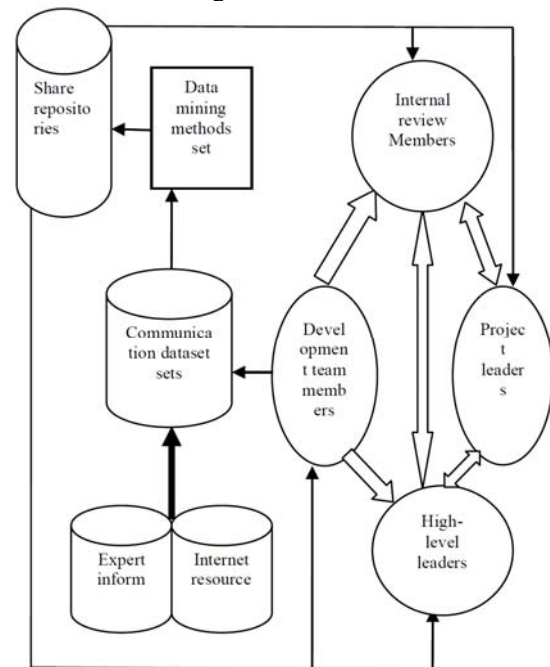 Share
reposito
ries
Data
mining
methods
set
Internal
review
Members
Communica
tion dataset
sets
Devel
opmen
t team
memb
ers
Projec
t leader
s
Expert
inform
Internet
resource
High-
level
leaders